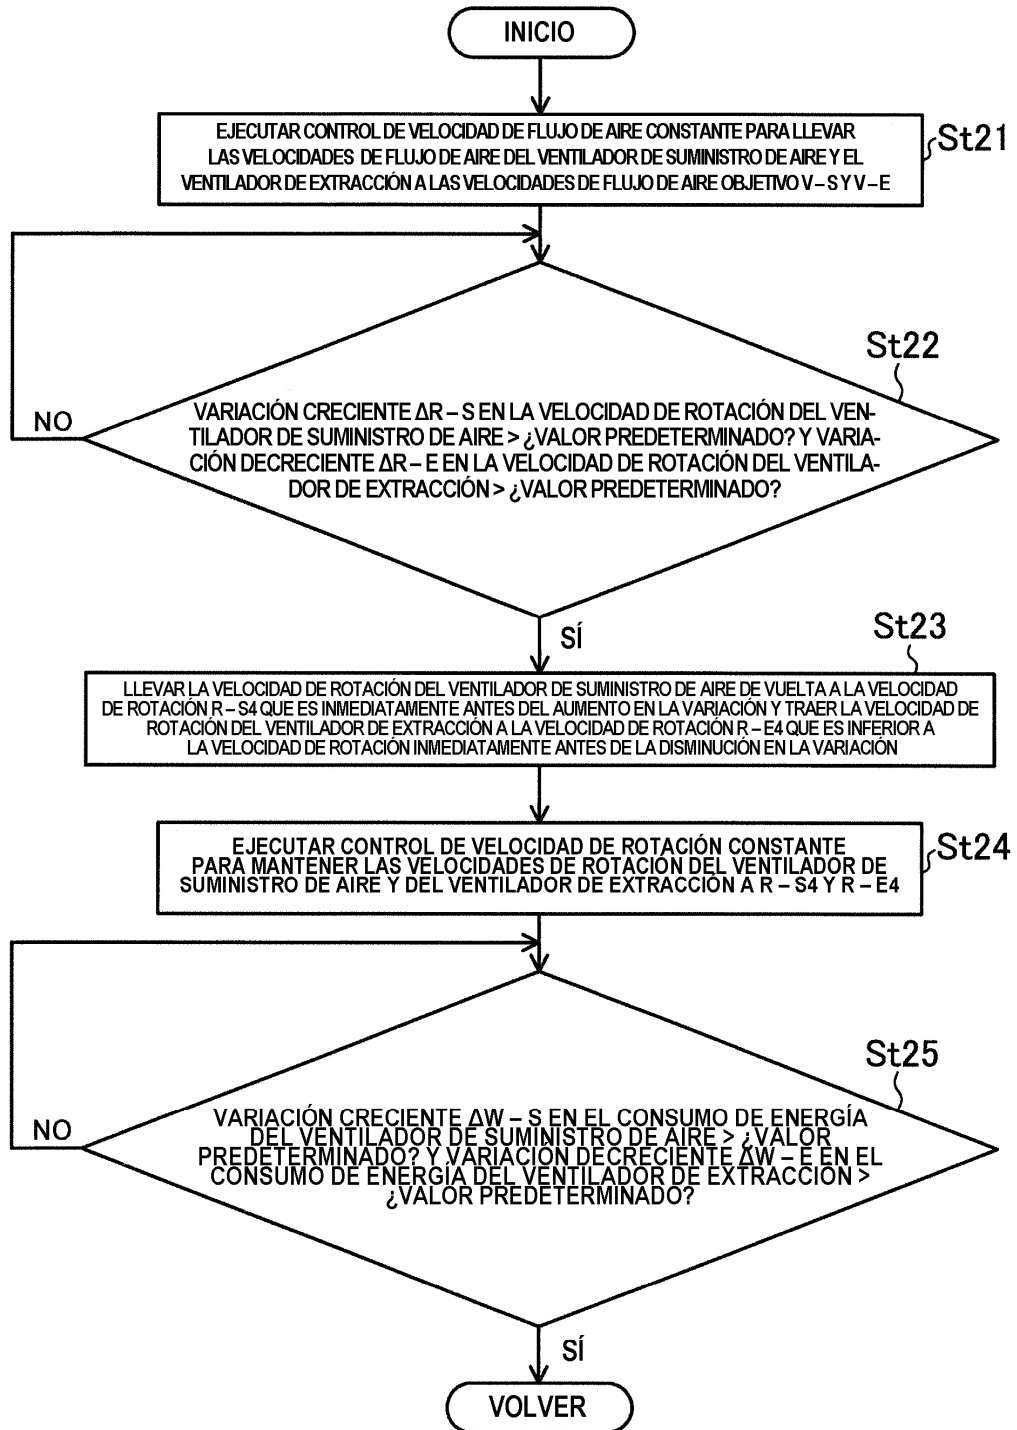 INICIO
EJECUTAR CONTROL DE VELOCIDAD DE FLUJO DE AIRE CONSTANTE PARA LLEVAR
LAS VELOCIDADES DE FLUJO DE AIRE DEL VENTILADOR DE SUMINISTRO DE AIRE Y EL
VENTILADOR DE EXTRACCIÓN A LAS VELOCIDADES DE FLUJO DE AIRE OBJETIVO V – S Y V – E
St21
St22
NO
VARIACIÓN CRECIENTE ΔR – S EN LA VELOCIDAD DE ROTACIÓN DEL VEN-
TILADOR DE SUMINISTRO DE AIRE > ¿VALOR PREDETERMINADO? Y VARIA-
CIÓN DECRECIENTE ΔR – E EN LA VELOCIDAD DE ROTACIÓN DEL VENTILA-
DOR DE EXTRACCIÓN > ¿VALOR PREDETERMINADO?
SÍ
St23
LLEVAR LA VELOCIDAD DE ROTACIÓN DEL VENTILADOR DE SUMINISTRO DE AIRE DE VUELTA A LA VELOCIDAD
DE ROTACIÓN R – S4 QUE ES INMEDIATAMENTE ANTES DEL AUMENTO EN LA VARIACIÓN Y TRAER LA VELOCIDAD DE
ROTACIÓN DEL VENTILADOR DE EXTRACCIÓN A LA VELOCIDAD DE ROTACIÓN R – E4 QUE ES INFERIOR A
LA VELOCIDAD DE ROTACIÓN INMEDIATAMENTE ANTES DE LA DISMINUCIÓN EN LA VARIACIÓN
EJECUTAR CONTROL DE VELOCIDAD DE ROTACIÓN CONSTANTE
PARA MANTENER LAS VELOCIDADES DE ROTACIÓN DEL VENTILADOR DE
SUMINISTRO DE AIRE Y DEL VENTILADOR DE EXTRACCIÓN A R – S4 Y R – E4
St24
St25
NO
VARIACIÓN CRECIENTE ΔW – S EN EL CONSUMO DE ENERGÍA
DEL VENTILADOR DE SUMINISTRO DE AIRE > ¿VALOR
PREDETERMINADO? Y VARIACIÓN DECRECIENTE ΔW – E EN EL
CONSUMO DE ENERGÍA DEL VENTILADOR DE EXTRACCIÓN >
¿VALOR PREDETERMINADO?
SÍ
VOLVER